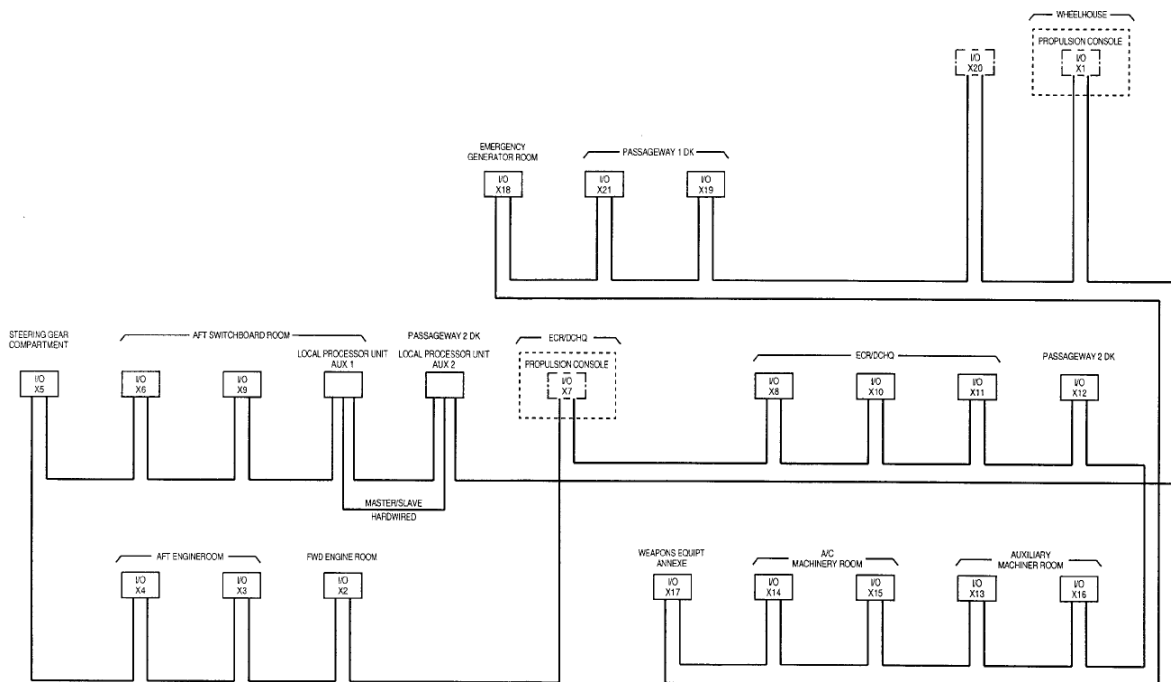 WHEELHOUSE
PROPULSION CONSOLE
I/O
X20
I/O
X1
EMERGENCY
GENERATOR ROOM
PASSAGEWAY 1 DK
I/O
X18
I/O
X21
I/O
X19
STEERING GEAR
COMPARTMENT
AFT SWITCHBOARD ROOM
LOCAL PROCESSOR UNIT
AUX 1
PASSAGEWAY 2 DK
LOCAL PROCESSOR UNIT
AUX 2
ECR/DCHQ
PROPULSION CONSOLE
ECR/DCHQ
PASSAGEWAY 2 DK
I/O
X5
I/O
X6
I/O
X9
I/O
X7
I/O
X8
I/O
X10
I/O
X11
I/O
X12
MASTER/SLAVE
HARDWIRED
AFT ENGINEROOM
FWD ENGINE ROOM
WEAPONS EQUIPT
ANNEXE
A/C
MACHINERY ROOM
AUXILIARY
MACHINER ROOM
I/O
X4
I/O
X3
I/O
X2
I/O
X17
I/O
X14
I/O
X15
I/O
X13
I/O
X16